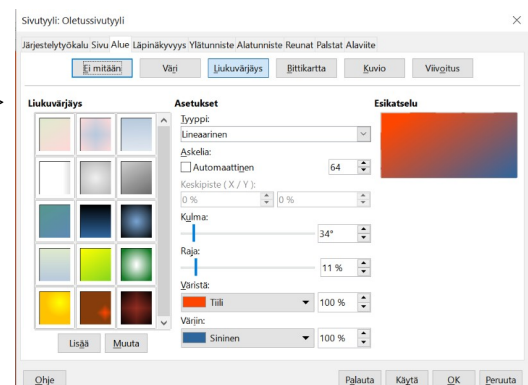 Sivutyyli: Oletussivutyyli
Järjestelytyökalu Sivu Alue Läpinäkyvyys Ylätunniste Alatunniste Reunat Palstat Alaviite
Ei mitään Väri Liukuvärjäys Bittikartta Kuvio Viivoitus
Liukuvärjäys
Lisää Muuta
Asetukset
Tyyppi:
Lineaarinen
Askelia:
Automaattinen 64
Keskipiste ( X / Y ):
0 % 0 %
Kulma:
34°
Raja:
11 %
Väristä:
Tiili 100 %
Väriin:
Sininen 100 %
Esikatselu
Ohje Palauta Käytä OK Peruuta